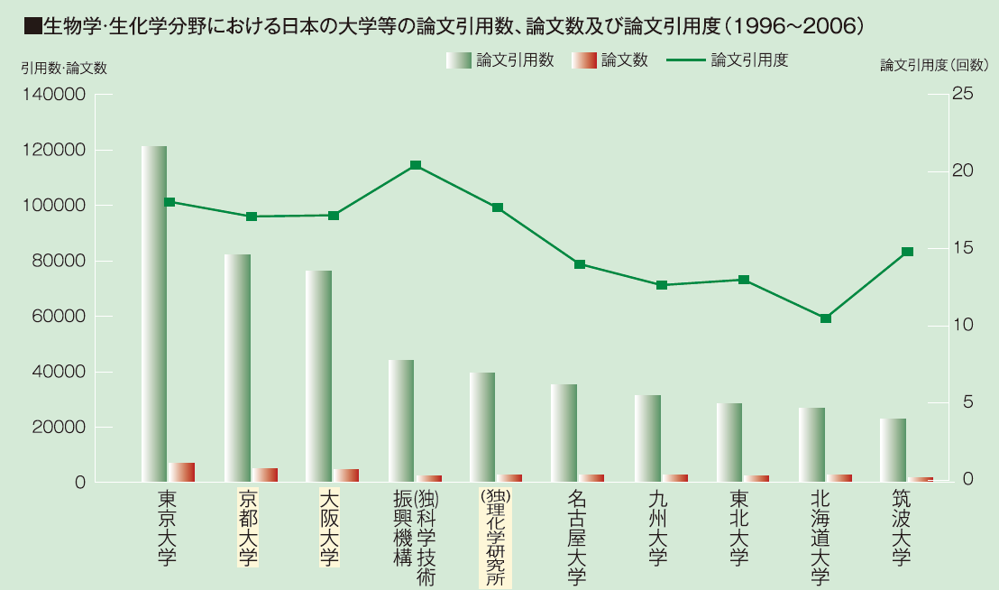 ■生物学·生化学分野における日本の大学等の論文引用数、論文数及び論文引用度（1996〜2006）
論文引用数 論文数 論文引用度
引用数·論文数
論文引用度（回数）
140000
120000
100000
80000
60000
40000
20000
0
25
20
15
10
5
0
東京大学
京都大学
大阪大学
(独)科学技術
振興機構
(独)理化学研究所
名古屋大学
九州大学
東北大学
北海道大学
筑波大学